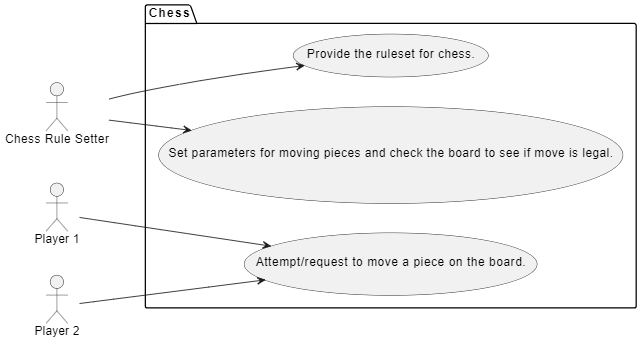 Chess
Provide the ruleset for chess.
Chess Rule Setter
Set parameters for moving pieces and check the board to see if move is legal.
Player 1
Attempt/request to move a piece on the board.
Player 2